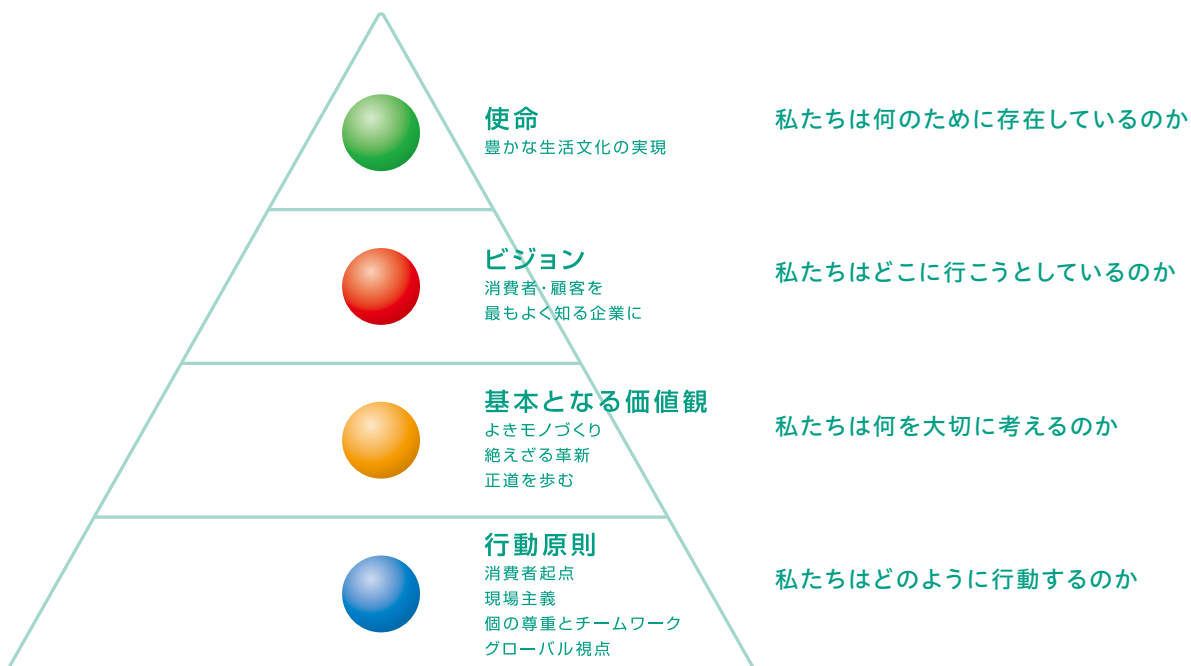 使命
豊かな生活文化の実現
私たちは何のために存在しているのか
ビジョン
消費者・顧客を
最もよく知る企業に
私たちはどこに行こうとしているのか
基本となる価値観
よきモノづくり
絶えざる革新
正道を歩む
私たちは何を大切に考えるのか
行動原則
消費者起点
現場主義
個の尊重とチームワーク
グローバル視点
私たちはどのように行動するのか